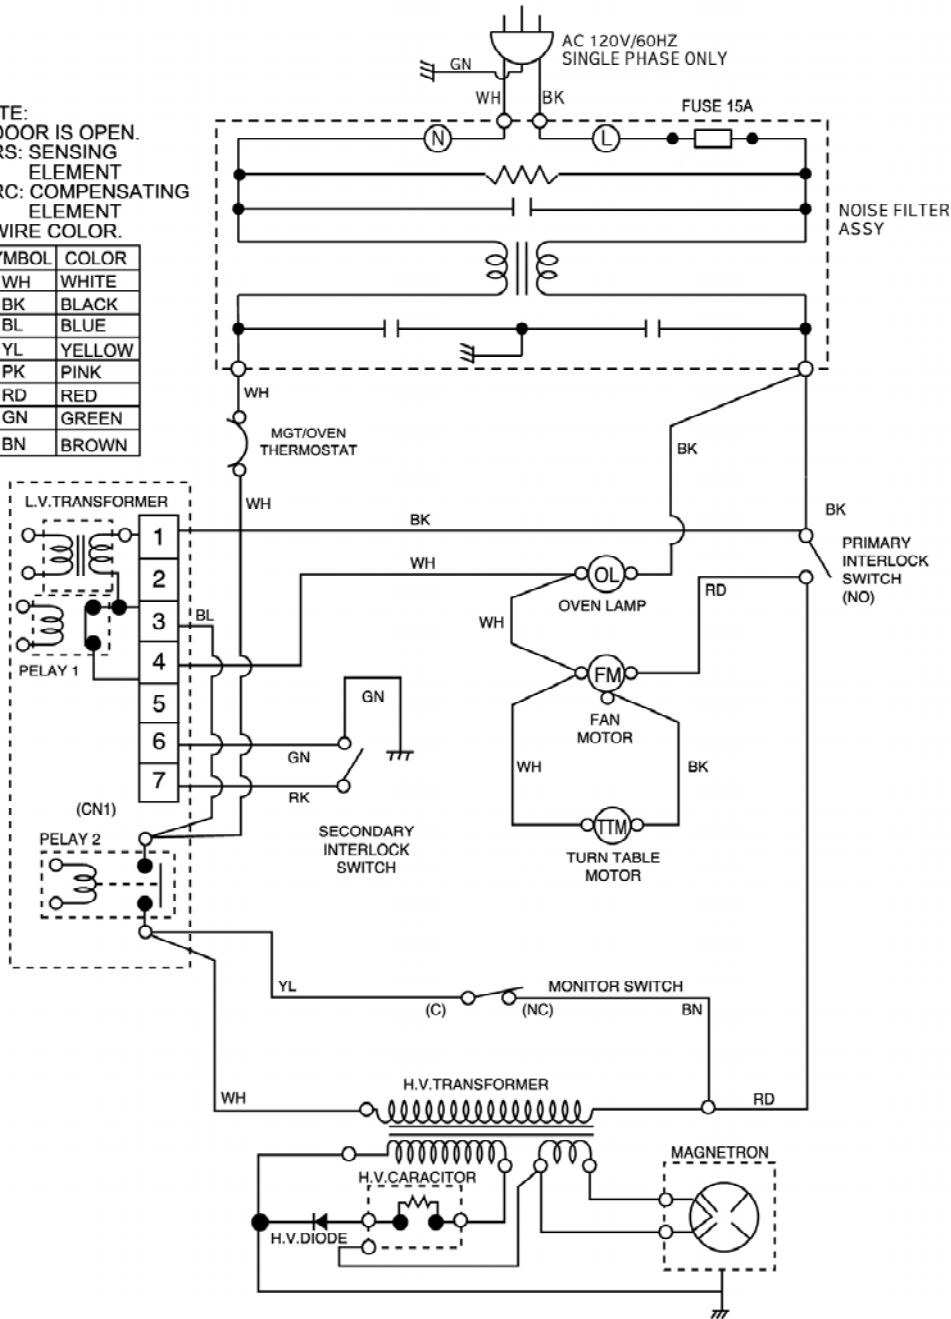 AC 120V/60HZ
SINGLE PHASE ONLY
GN
WH
BK
FUSE 15A
N
L
TE:
DOOR IS OPEN.
RS: SENSING
ELEMENT
RC: COMPENSATING
ELEMENT
WIRE COLOR.
YMBOL COLOR
WH WHITE
BK BLACK
BL BLUE
YL YELLOW
PK PINK
RD RED
GN GREEN
BN BROWN
NOISE FILTER
ASSY
WH
MGT/OVEN
THERMOSTAT
BK
L.V.TRANSFORMER
WH
BK
BK
1
PRIMARY
INTERLOCK
SWITCH
(NO)
WH
2
OL
OVEN LAMP
RD
3
BL
WH
PELAY 1
4
FM
FAN
MOTOR
5
GN
6
GN
WH
BK
7
RK
(CN1)
SECONDARY
INTERLOCK
SWITCH
TTM
TURN TABLE
MOTOR
PELAY 2
YL
MONITOR SWITCH
(C)
(NC)
BN
H.V.TRANSFORMER
WH
RD
MAGNETRON
H.V.CARACITOR
H.V.DIODE